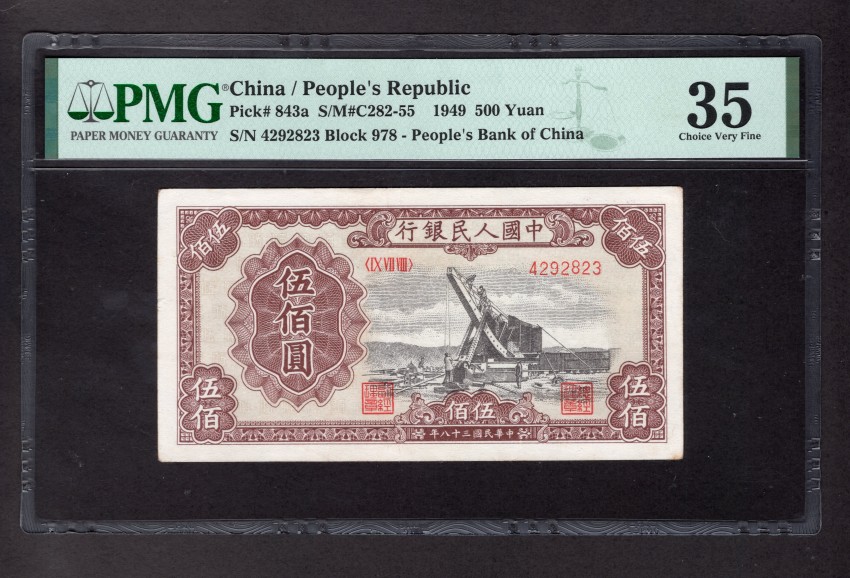 PMG®
PAPER MONEY GUARANTY
China / People's Republic
Pick# 843a S/M#C282-55 1949 500 Yuan
S/N 4292823 Block 978 - People's Bank of China
35
Choice Very Fine
行銀民人國中
佰伍
佰伍
〈IX VII VIII〉
4292823
伍佰圓
伍佰
佰伍
伍佰
年八十三國民華中